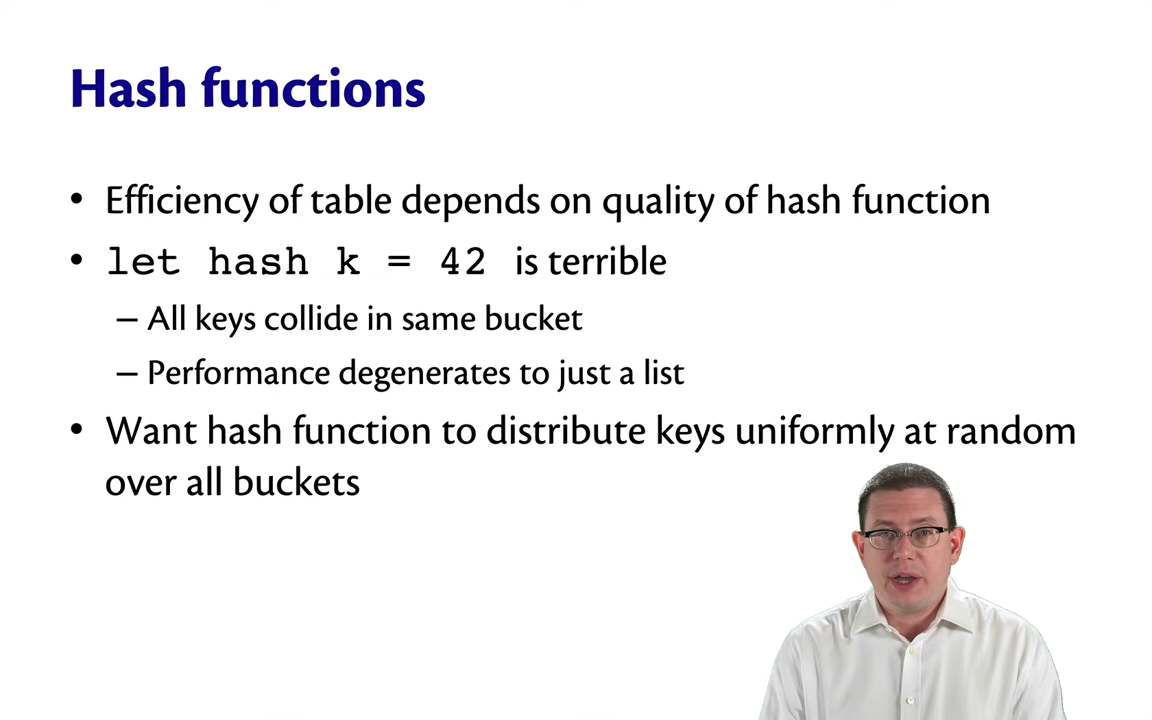 Hash functions
• Efficiency of table depends on quality of hash function
• let hash k = 42 is terrible
– All keys collide in same bucket
– Performance degenerates to just a list
• Want hash function to distribute keys uniformly at random
over all buckets